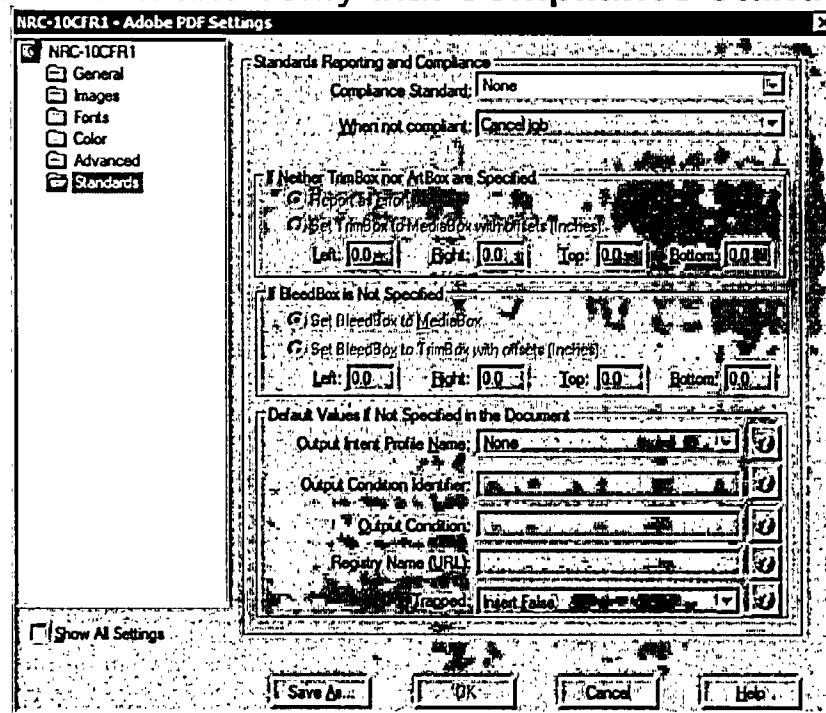 NRC-10CFR1 - Adobe PDF Settings
NRC-10CFR1
General
Images
Fonts
Color
Advanced
Standards
Show All Settings
Standards Reporting and Compliance
Compliance Standard: None
When not compliant: Cancel job
If Neither TrimBox nor ArtBox are Specified
Report as error
Set TrimBox to MediaBox with offsets (Inches):
Left: 0.0 Right: 0.0 Top: 0.0 Bottom: 0.0
If BleedBox is Not Specified
Set BleedBox to MediaBox
Set BleedBox to TrimBox with offsets (Inches):
Left: 0.0 Right: 0.0 Top: 0.0 Bottom: 0.0
Default Values if Not Specified in the Document
Output Intent Profile Name: None
Output Condition Identifier:
Output Condition:
Registry Name (URL):
Trapped: Insert False
Save As... OK Cancel Help